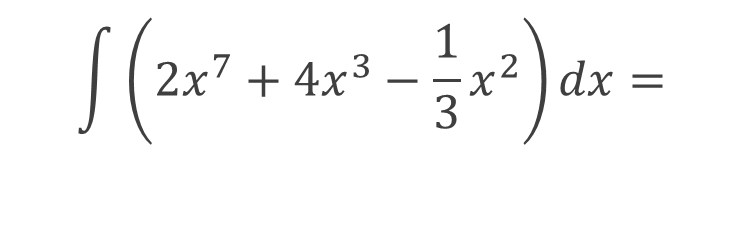 ∫ (2x⁷ + 4x³ − 1/3 x²) dx =